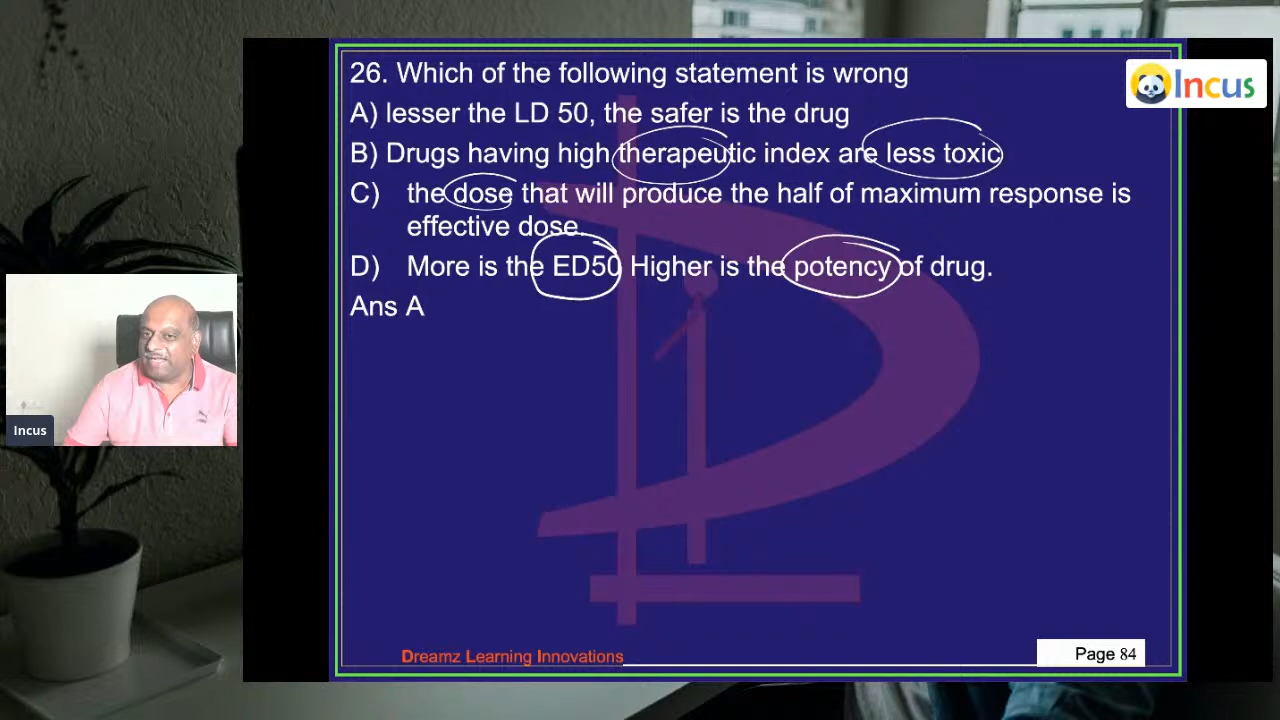 26. Which of the following statement is wrong
A) lesser the LD 50, the safer is the drug
B) Drugs having high therapeutic index are less toxic
C) the dose that will produce the half of maximum response is
effective dose.
D) More is the ED50 Higher is the potency of drug.
Ans A
Incus
Incus
Dreamz Learning Innovations
Page 84